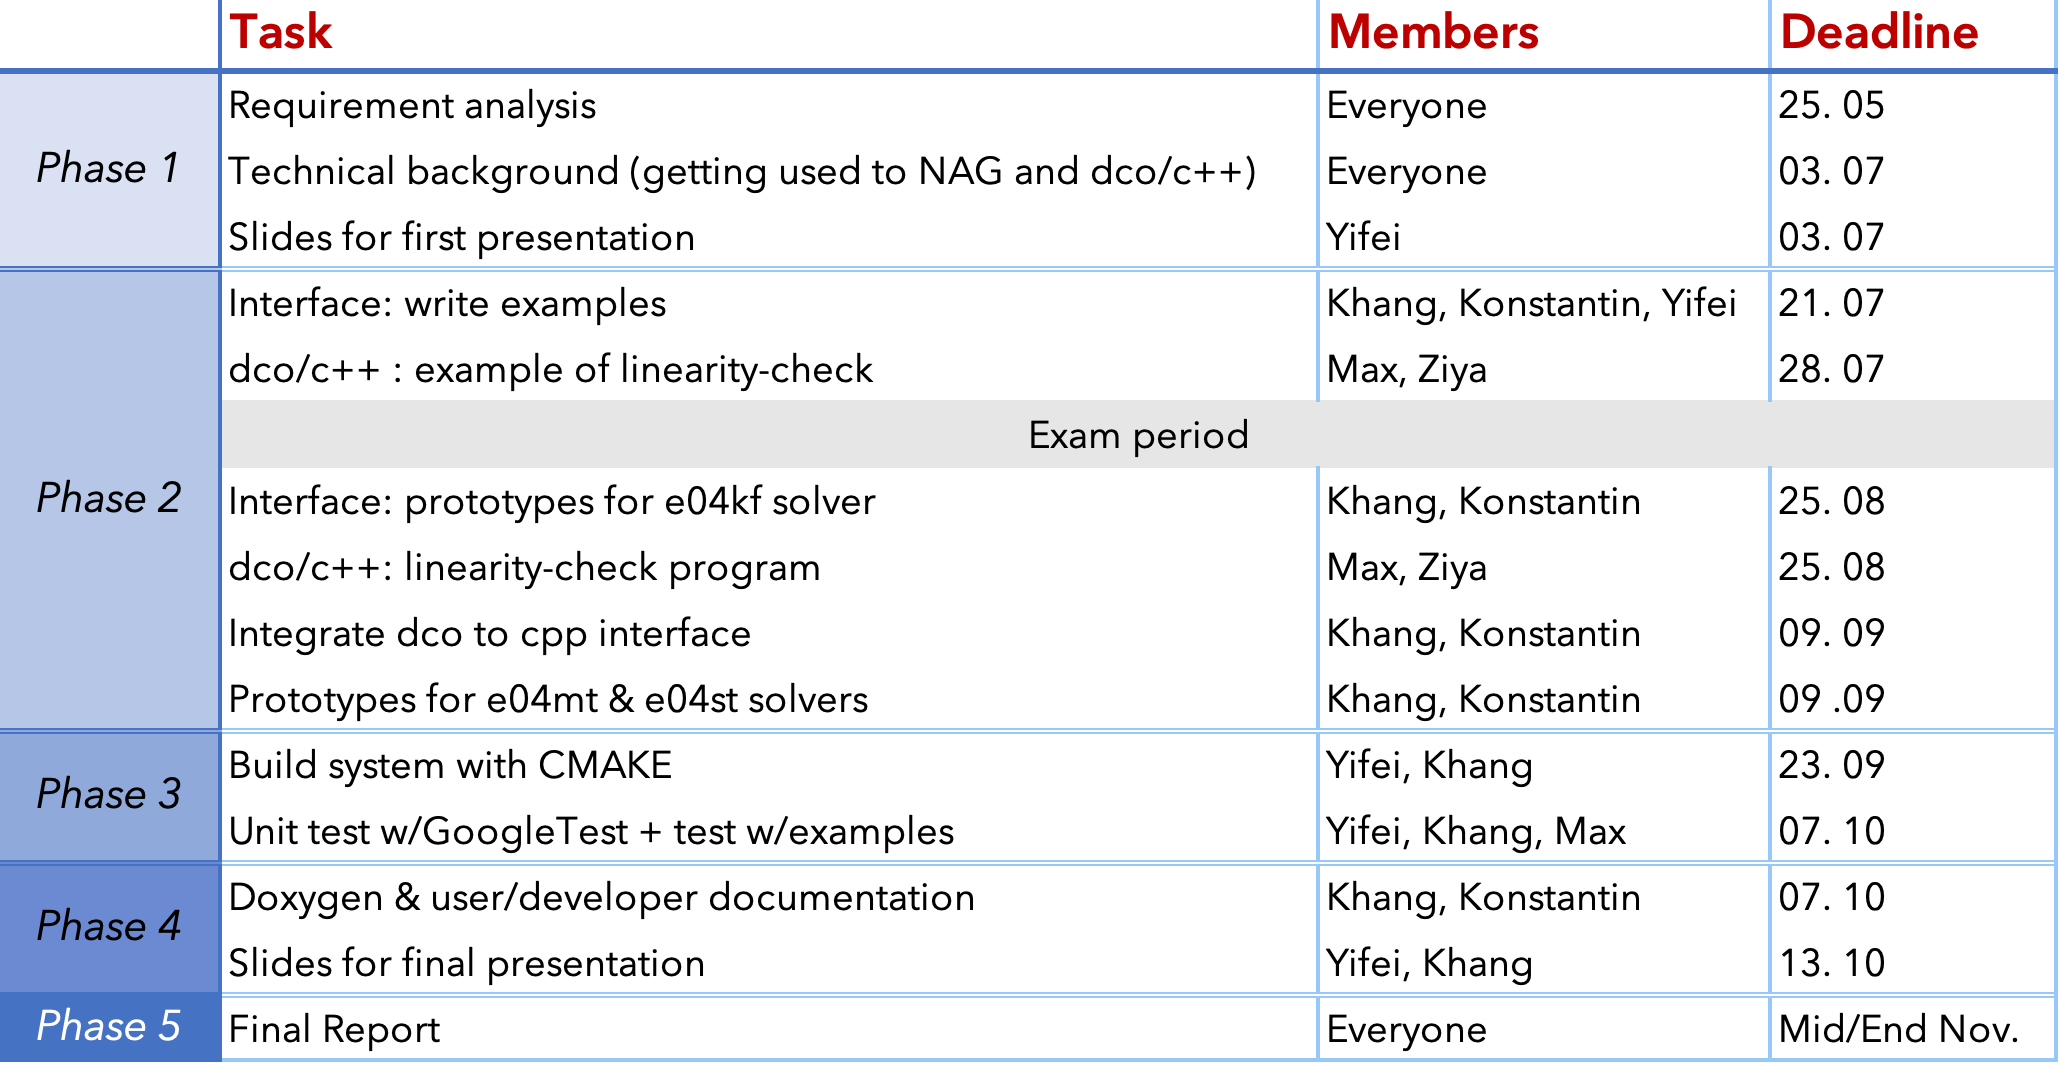 Task Members Deadline
Requirement analysis Everyone 25. 05
Phase 1 Technical background (getting used to NAG and dco/c++) Everyone 03. 07
Slides for first presentation Yifei 03. 07
Interface: write examples Khang, Konstantin, Yifei 21. 07
dco/c++ : example of linearity-check Max, Ziya 28. 07
Exam period
Phase 2 Interface: prototypes for e04kf solver Khang, Konstantin 25. 08
dco/c++: linearity-check program Max, Ziya 25. 08
Integrate dco to cpp interface Khang, Konstantin 09. 09
Prototypes for e04mt & e04st solvers Khang, Konstantin 09 .09
Phase 3 Build system with CMAKE Yifei, Khang 23. 09
Unit test w/GoogleTest + test w/examples Yifei, Khang, Max 07. 10
Phase 4 Doxygen & user/developer documentation Khang, Konstantin 07. 10
Slides for final presentation Yifei, Khang 13. 10
Phase 5 Final Report Everyone Mid/End Nov.